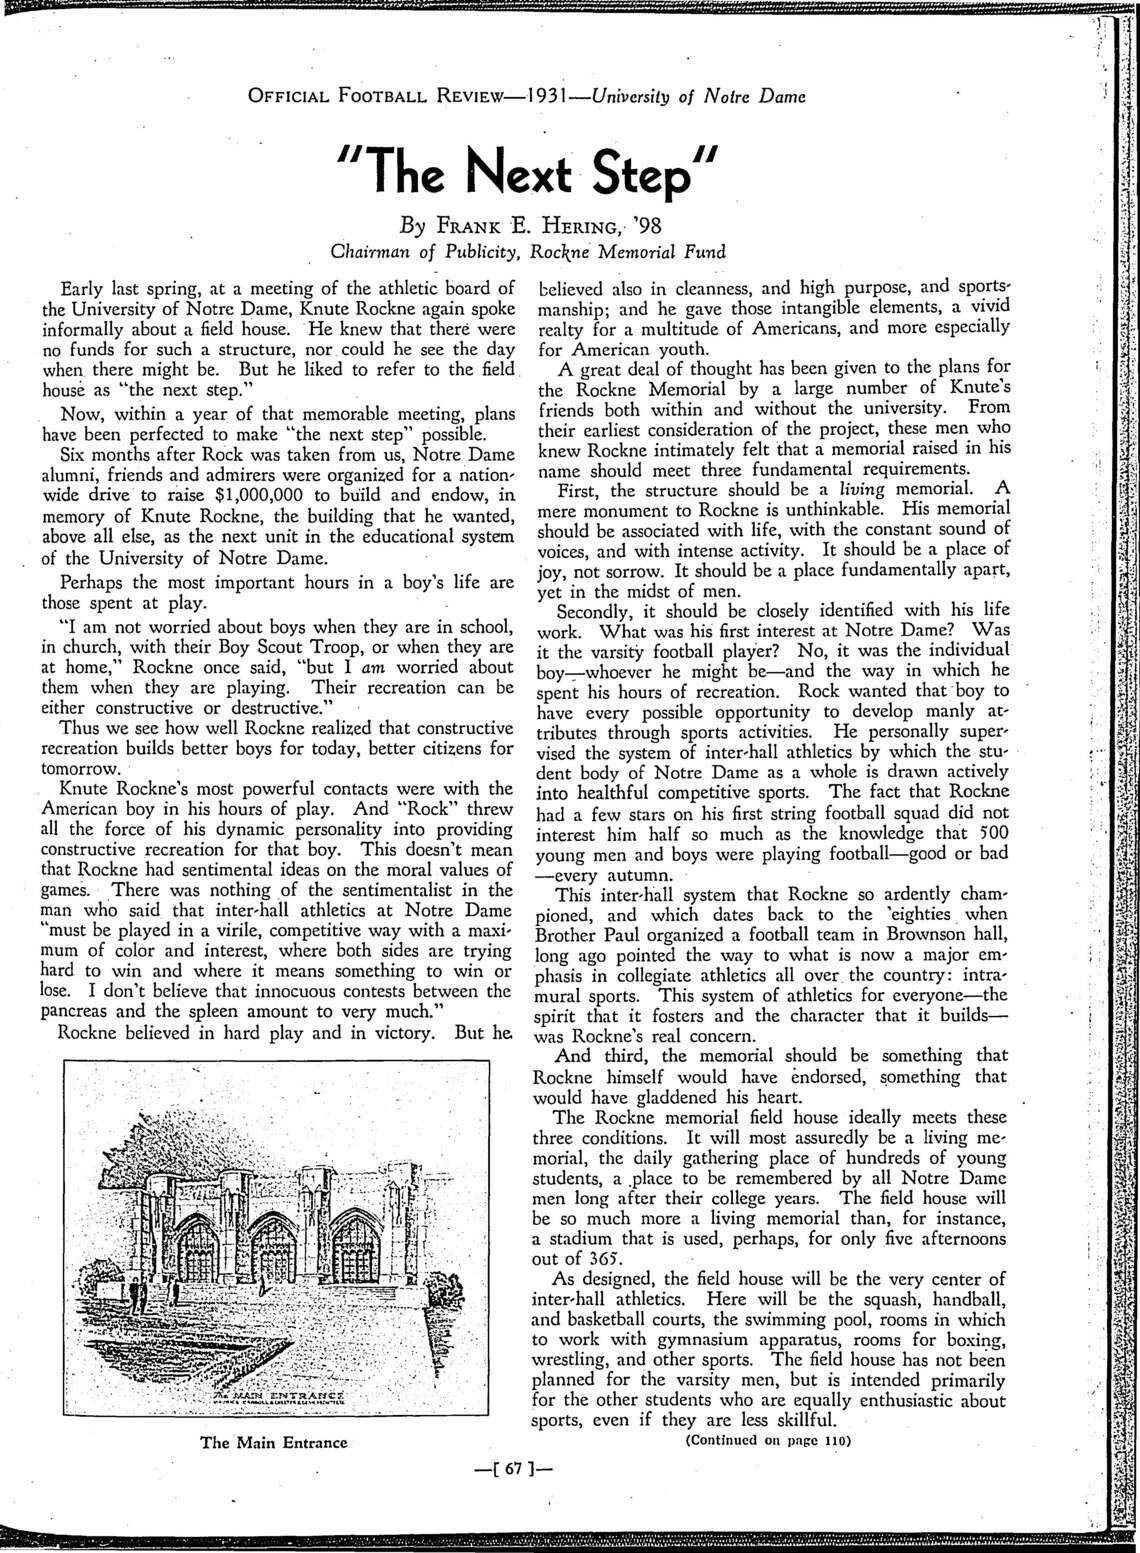 OFFICIAL FOOTBALL REVIEW—1931—University of Notre Dame
"The Next Step"
By FRANK E. HERING, '98
Chairman of Publicity, Rockne Memorial Fund
Early last spring, at a meeting of the athletic board of
the University of Notre Dame, Knute Rockne again spoke
informally about a field house. He knew that there were
no funds for such a structure, nor could he see the day
when there might be. But he liked to refer to the field
house as "the next step."
Now, within a year of that memorable meeting, plans
have been perfected to make "the next step" possible.
Six months after Rock was taken from us, Notre Dame
alumni, friends and admirers were organized for a nation-
wide drive to raise $1,000,000 to build and endow, in
memory of Knute Rockne, the building that he wanted,
above all else, as the next unit in the educational system
of the University of Notre Dame.
Perhaps the most important hours in a boy's life are
those spent at play.
"I am not worried about boys when they are in school,
in church, with their Boy Scout Troop, or when they are
at home," Rockne once said, "but I am worried about
them when they are playing. Their recreation can be
either constructive or destructive."
Thus we see how well Rockne realized that constructive
recreation builds better boys for today, better citizens for
tomorrow.
Knute Rockne's most powerful contacts were with the
American boy in his hours of play. And "Rock" threw
all the force of his dynamic personality into providing
constructive recreation for that boy. This doesn't mean
that Rockne had sentimental ideas on the moral values of
games. There was nothing of the sentimentalist in the
man who said that inter-hall athletics at Notre Dame
"must be played in a virile, competitive way with a maxi-
mum of color and interest, where both sides are trying
hard to win and where it means something to win or
lose. I don't believe that innocuous contests between the
pancreas and the spleen amount to very much."
Rockne believed in hard play and in victory. But he
believed also in cleanness, and high purpose, and sports-
manship; and he gave those intangible elements, a vivid
realty for a multitude of Americans, and more especially
for American youth.
A great deal of thought has been given to the plans for
the Rockne Memorial by a large number of Knute's
friends both within and without the university. From
their earliest consideration of the project, these men who
knew Rockne intimately felt that a memorial raised in his
name should meet three fundamental requirements.
First, the structure should be a living memorial. A
mere monument to Rockne is unthinkable. His memorial
should be associated with life, with the constant sound of
voices, and with intense activity. It should be a place of
joy, not sorrow. It should be a place fundamentally apart,
yet in the midst of men.
Secondly, it should be closely identified with his life
work. What was his first interest at Notre Dame? Was
it the varsity football player? No, it was the individual
boy—whoever he might be—and the way in which he
spent his hours of recreation. Rock wanted that boy to
have every possible opportunity to develop manly at-
tributes through sports activities. He personally super-
vised the system of inter-hall athletics by which the stu-
dent body of Notre Dame as a whole is drawn actively
into healthful competitive sports. The fact that Rockne
had a few stars on his first string football squad did not
interest him half so much as the knowledge that 500
young men and boys were playing football—good or bad
—every autumn.
This inter-hall system that Rockne so ardently cham-
pioned, and which dates back to the 'eighties when
Brother Paul organized a football team in Brownson hall,
long ago pointed the way to what is now a major em-
phasis in collegiate athletics all over the country: intra-
mural sports. This system of athletics for everyone—the
spirit that it fosters and the character that it builds—
was Rockne's real concern.
And third, the memorial should be something that
Rockne himself would have endorsed, something that
would have gladdened his heart.
The Rockne memorial field house ideally meets these
three conditions. It will most assuredly be a living me-
morial, the daily gathering place of hundreds of young
students, a place to be remembered by all Notre Dame
men long after their college years. The field house will
be so much more a living memorial than, for instance,
a stadium that is used, perhaps, for only five afternoons
out of 365.
As designed, the field house will be the very center of
inter-hall athletics. Here will be the squash, handball,
and basketball courts, the swimming pool, rooms in which
to work with gymnasium apparatus, rooms for boxing,
wrestling, and other sports. The field house has not been
planned for the varsity men, but is intended primarily
for the other students who are equally enthusiastic about
sports, even if they are less skillful.
(Continued on page 110)
The MAIN ENTRANCE
The Main Entrance
—[ 67 ]—